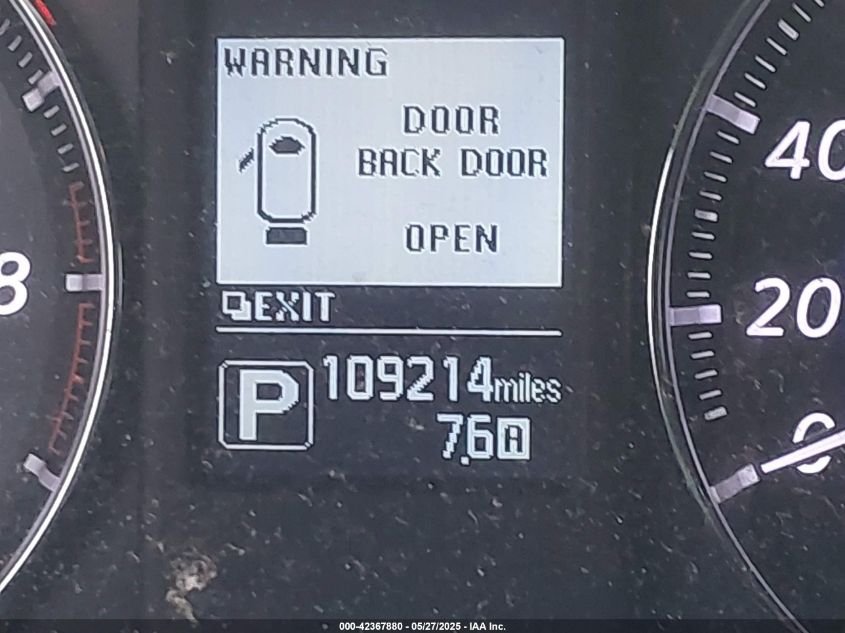 WARNING
DOOR
BACK DOOR
OPEN
EXIT
P
109214miles
7.6 A
8
40
20
0
000-42367880 - 05/27/2025 - IAA Inc.